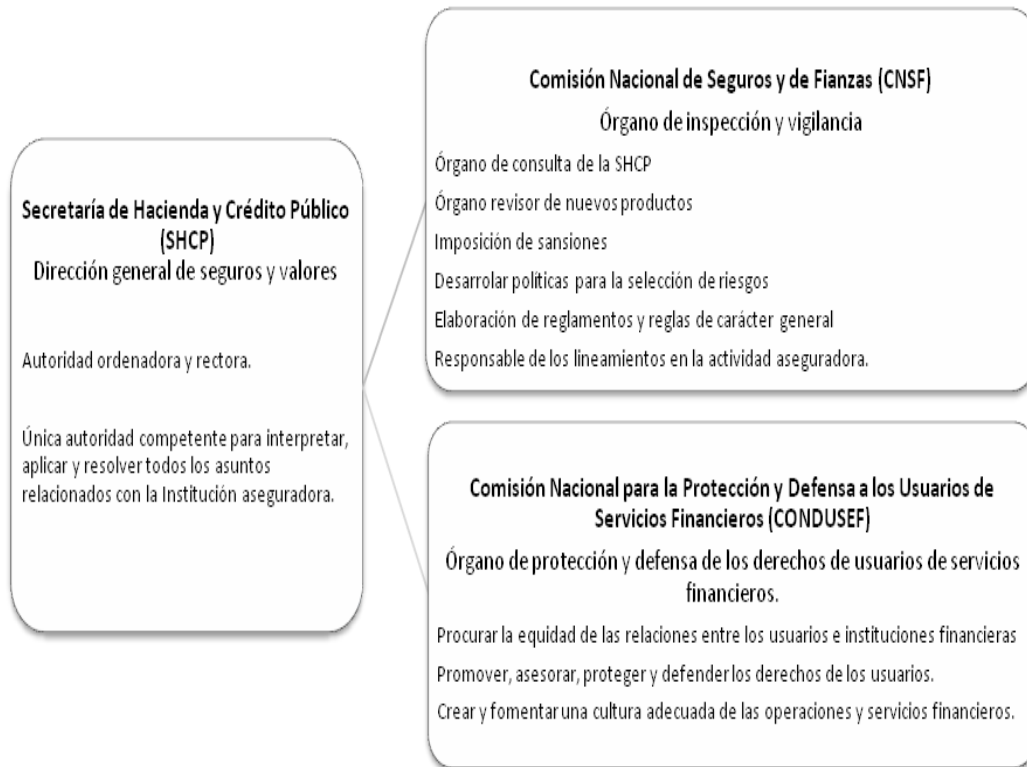 Secretaría de Hacienda y Crédito Público
(SHCP)
Dirección general de seguros y valores
Autoridad ordenadora y rectora.
Única autoridad competente para interpretar,
aplicar y resolver todos los asuntos
relacionados con la Institución aseguradora.
Comisión Nacional de Seguros y de Fianzas (CNSF)
Órgano de inspección y vigilancia
Órgano de consulta de la SHCP
Órgano revisor de nuevos productos
Imposición de sansiones
Desarrolar políticas para la selección de riesgos
Elaboración de reglamentos y reglas de carácter general
Responsable de los lineamientos en la actividad aseguradora.
Comisión Nacional para la Protección y Defensa a los Usuarios de
Servicios Financieros (CONDUSEF)
Órgano de protección y defensa de los derechos de usuarios de servicios
financieros.
Procurar la equidad de las relaciones entre los usuarios e instituciones financieras
Promover, asesorar, proteger y defender los derechos de los usuarios.
Crear y fomentar una cultura adecuada de las operaciones y servicios financieros.